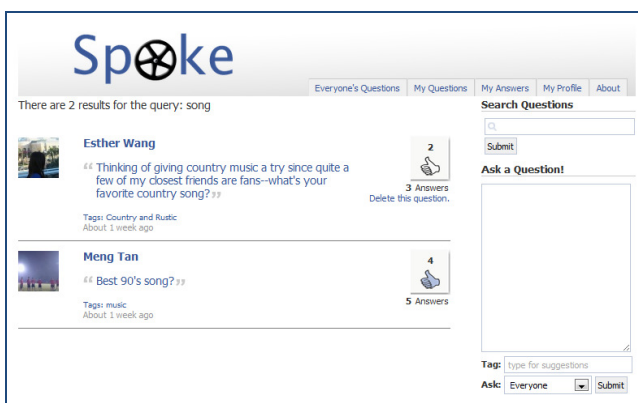 Spoke
Everyone's Questions My Questions My Answers My Profile About
There are 2 results for the query: song
Esther Wang
“ Thinking of giving country music a try since quite a
few of my closest friends are fans--what's your
favorite country song? ”
Tags: Country and Rustic
About 1 week ago
2
3 Answers
Delete this question.
Meng Tan
“ Best 90's song? ”
Tags: music
About 1 week ago
4
5 Answers
Search Questions
Submit
Ask a Question!
Tag: type for suggestions
Ask: Everyone Submit